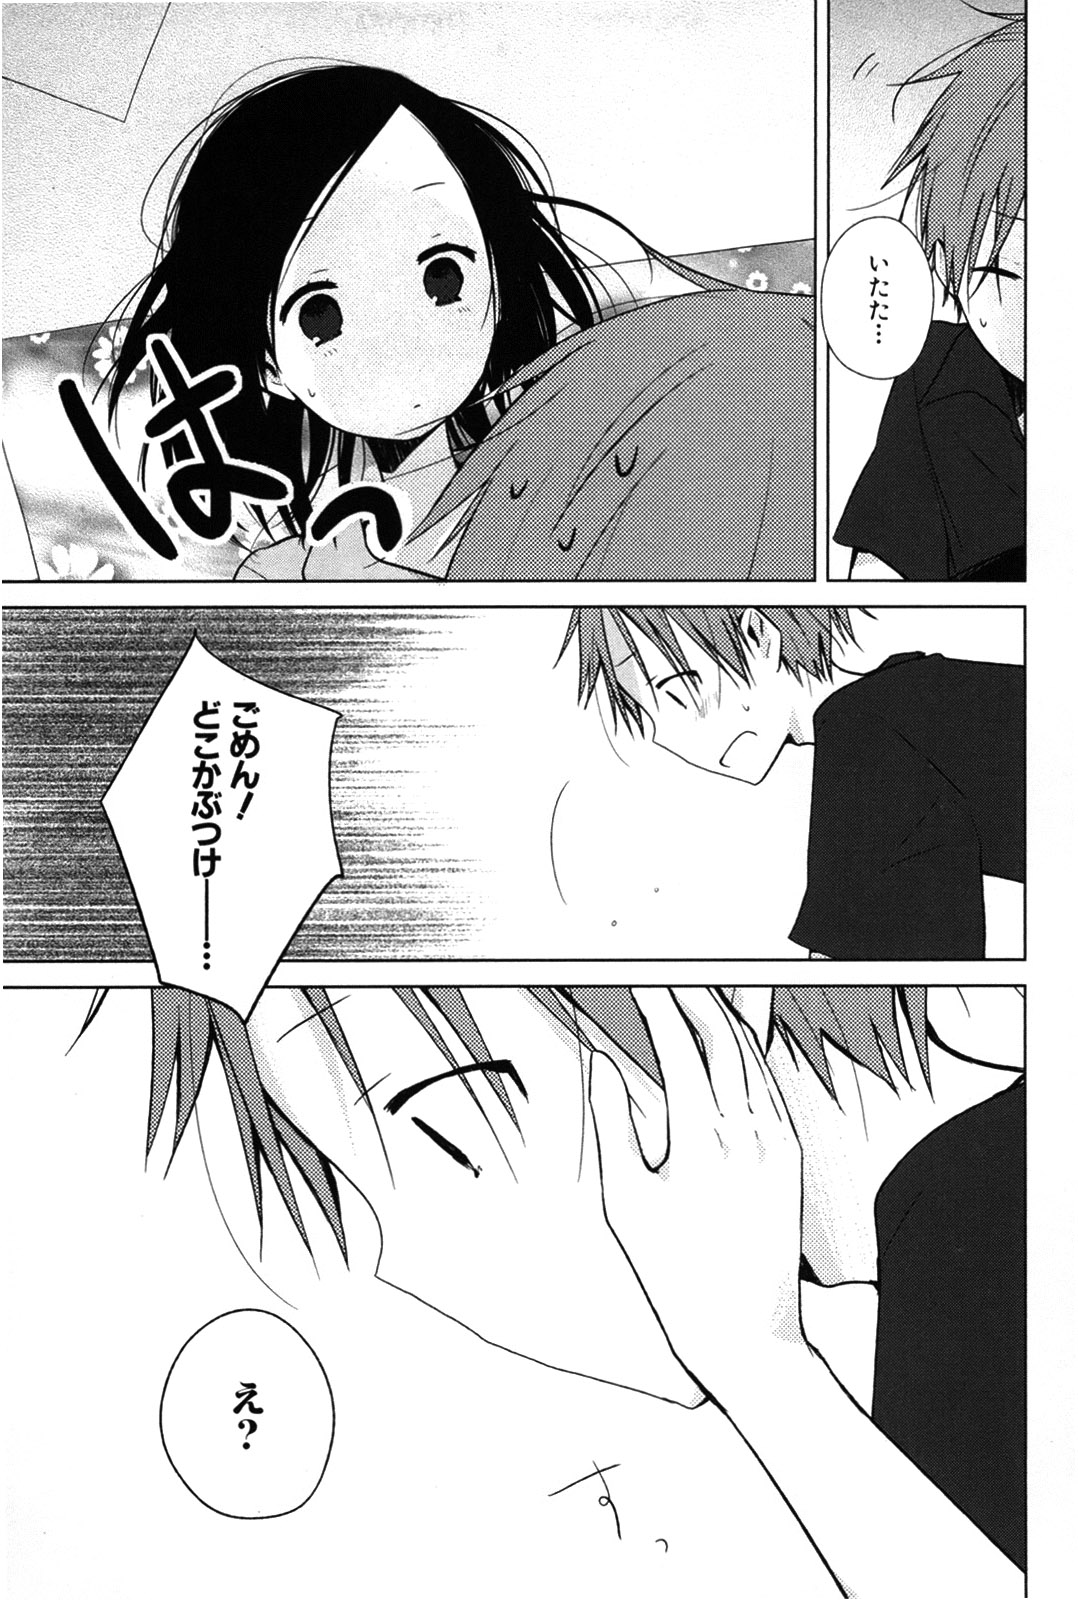 いたた…
はっ
ごめん！
どこかぶつけ――…
え？
すっ